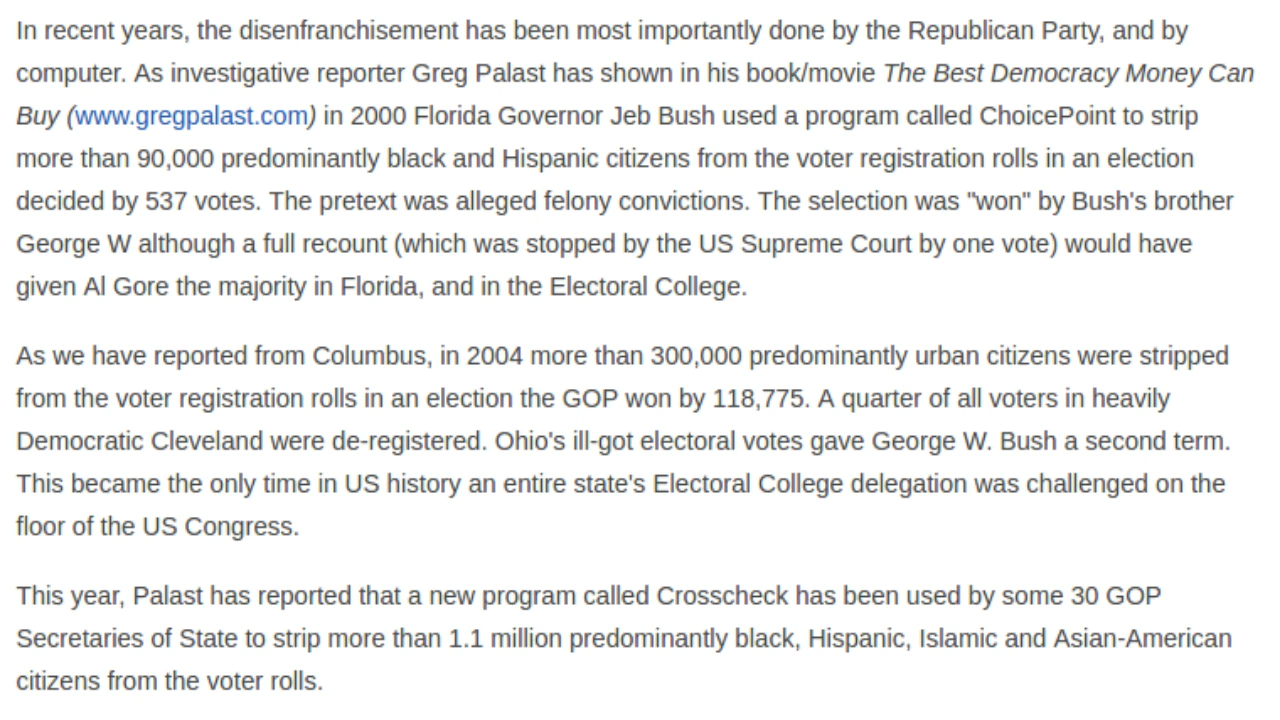 In recent years, the disenfranchisement has been most importantly done by the Republican Party, and by
computer. As investigative reporter Greg Palast has shown in his book/movie The Best Democracy Money Can
Buy (www.gregpalast.com) in 2000 Florida Governor Jeb Bush used a program called ChoicePoint to strip
more than 90,000 predominantly black and Hispanic citizens from the voter registration rolls in an election
decided by 537 votes. The pretext was alleged felony convictions. The selection was "won" by Bush's brother
George W although a full recount (which was stopped by the US Supreme Court by one vote) would have
given Al Gore the majority in Florida, and in the Electoral College.
As we have reported from Columbus, in 2004 more than 300,000 predominantly urban citizens were stripped
from the voter registration rolls in an election the GOP won by 118,775. A quarter of all voters in heavily
Democratic Cleveland were de-registered. Ohio's ill-got electoral votes gave George W. Bush a second term.
This became the only time in US history an entire state's Electoral College delegation was challenged on the
floor of the US Congress.
This year, Palast has reported that a new program called Crosscheck has been used by some 30 GOP
Secretaries of State to strip more than 1.1 million predominantly black, Hispanic, Islamic and Asian-American
citizens from the voter rolls.